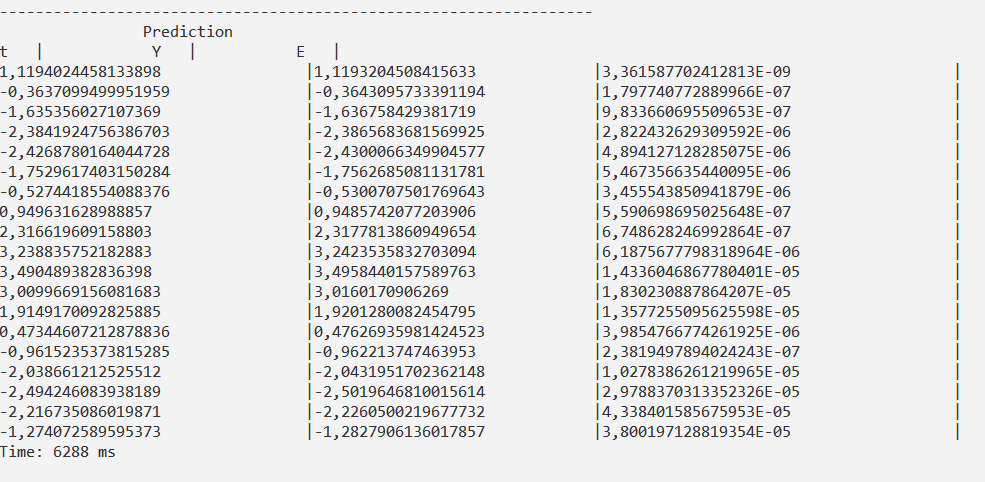 ---------------------------------------------------------------
Prediction
t | Y | E |
1,1194024458133898 |1,1193204508415633 |3,361587702412813E-09 |
-0,3637099499951959 |-0,3643095733391194 |1,797740772889966E-07 |
-1,635356027107369 |-1,636758429381719 |9,833660695509653E-07 |
-2,3841924756386703 |-2,3865683681569925 |2,822432629309592E-06 |
-2,4268780164044728 |-2,4300066349904577 |4,894127128285075E-06 |
-1,7529617403150284 |-1,7562685081131781 |5,467356635440095E-06 |
-0,5274418554088376 |-0,5300707501769643 |3,455543850941879E-06 |
0,949631628988857 |0,9485742077203906 |5,590698695025648E-07 |
2,316619609158803 |2,3177813860949654 |6,748628246992864E-07 |
3,238835752182883 |3,2423535832703094 |6,1875677798318964E-06 |
3,490489382836398 |3,4958440157589763 |1,4336046867780401E-05 |
3,0099669156081683 |3,0160170906269 |1,830230887864207E-05 |
1,9149170092825885 |1,9201280082454795 |1,3577255095625598E-05 |
0,47344607212878836 |0,47626935981424523 |3,9854766774261925E-06 |
-0,9615235373815285 |-0,962213747463953 |2,3819497894024243E-07 |
-2,038661212525512 |-2,0431951702362148 |1,0278386261219965E-05 |
-2,494246083938189 |-2,5019646810015614 |2,9788370313352326E-05 |
-2,216735086019871 |-2,2260500219677732 |4,338401585675953E-05 |
-1,274072589595373 |-1,2827906136017857 |3,800197128819354E-05 |
Time: 6288 ms